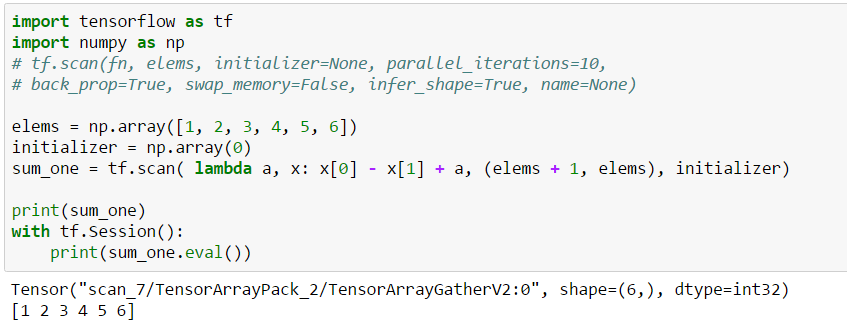 import tensorflow as tf
import numpy as np
# tf.scan(fn, elems, initializer=None, parallel_iterations=10,
# back_prop=True, swap_memory=False, infer_shape=True, name=None)
elems = np.array([1, 2, 3, 4, 5, 6])
initializer = np.array(0)
sum_one = tf.scan( lambda a, x: x[0] - x[1] + a, (elems + 1, elems), initializer)
print(sum_one)
with tf.Session():
    print(sum_one.eval())
Tensor("scan_7/TensorArrayPack_2/TensorArrayGatherV2:0", shape=(6,), dtype=int32)
[1 2 3 4 5 6]